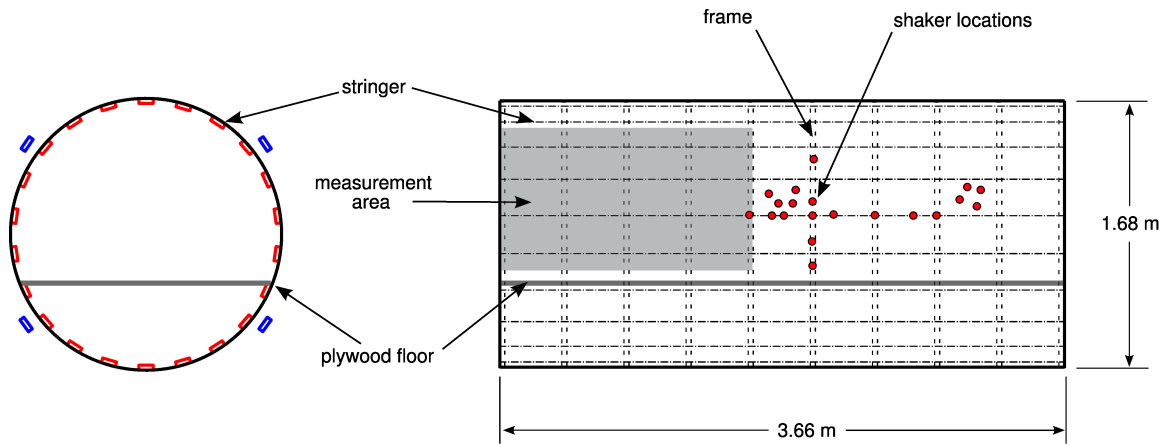 frame
shaker locations
stringer
measurement
area
1.68 m
plywood floor
3.66 m